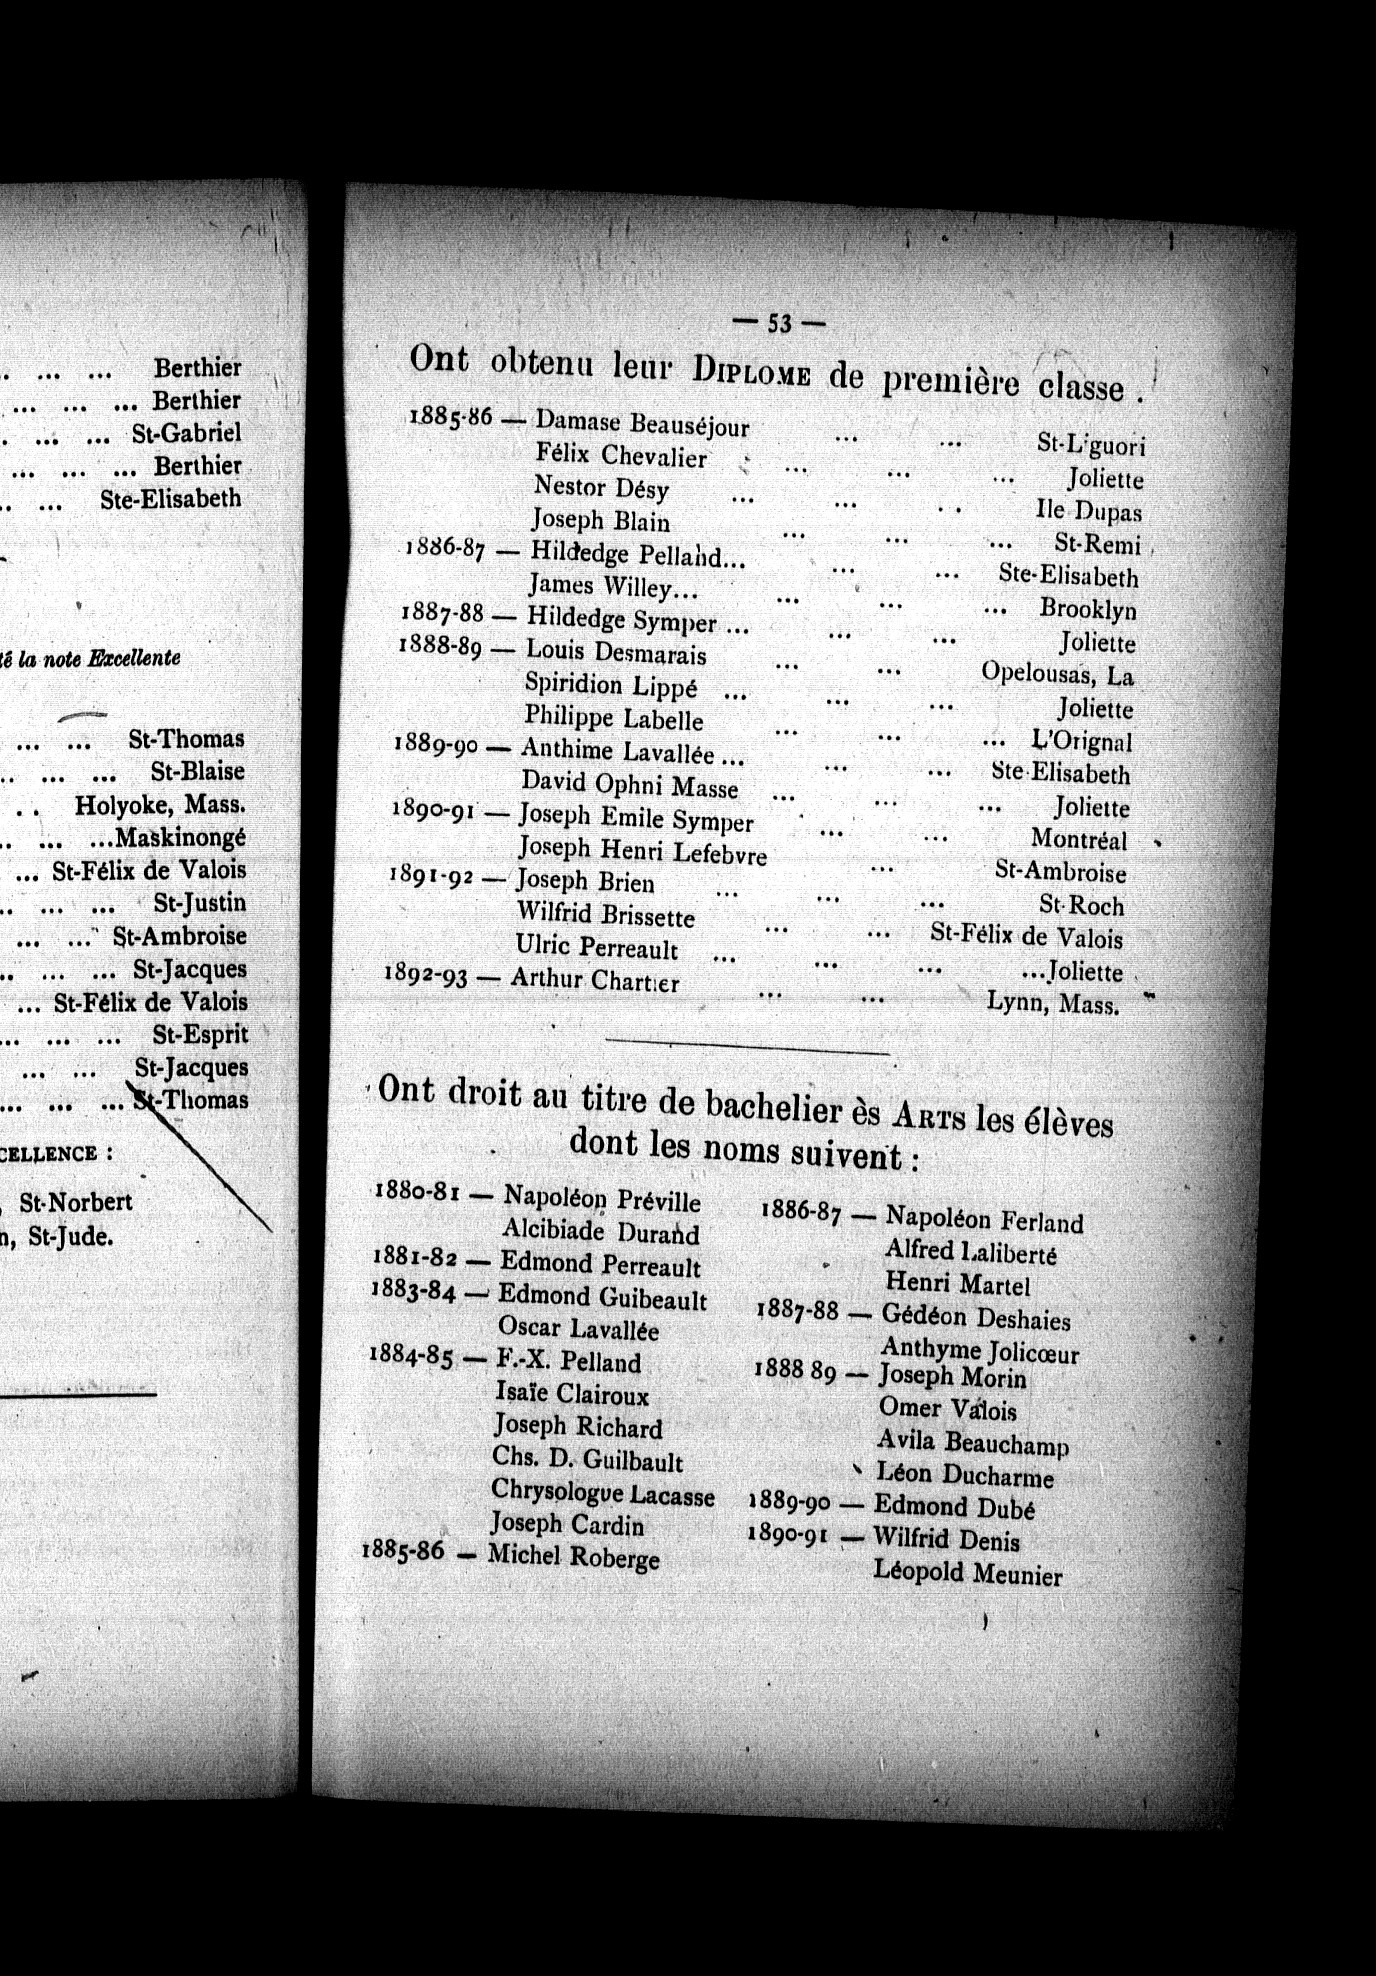 ... ... ... Berthier
... ... ... Berthier
... ... ... St-Gabriel
... ... ... Berthier
... ... Ste-Elisabeth
té la note Excellente
... ... St-Thomas
... ... ... St-Blaise
. . Holyoke, Mass.
... ... ...Maskinongé
... St-Félix de Valois
... ... ... St-Justin
... ... St-Ambroise
... ... ... St-Jacques
... St-Félix de Valois
... ... ... St-Esprit
... ... St-Jacques
... ... ... St-Thomas
CELLENCE :
, St-Norbert
n, St-Jude.
— 53 —
Ont obtenu leur DIPLOME de première classe .
1885-86 — Damase Beauséjour ... ... St-Liguori
Félix Chevalier ... ... ... Joliette
Nestor Désy ... ... . . Ile Dupas
Joseph Blain ... ... ... St-Remi
1886-87 — Hildedge Pelland... ... ... Ste-Elisabeth
James Willey... ... ... ... Brooklyn
1887-88 — Hildedge Symper ... ... ... Joliette
1888-89 — Louis Desmarais ... ... Opelousas, La
Spiridion Lippé ... ... ... Joliette
Philippe Labelle ... ... ... L'Orignal
1889-90 — Anthime Lavallée ... ... ... Ste-Elisabeth
David Ophni Masse ... ... ... Joliette
1890-91 — Joseph Emile Symper ... ... Montréal
Joseph Henri Lefebvre ... St-Ambroise
1891-92 — Joseph Brien ... ... ... St-Roch
Wilfrid Brissette ... ... St-Félix de Valois
Ulric Perreault ... ... ... ...Joliette
1892-93 — Arthur Chartier ... ... Lynn, Mass.
Ont droit au titre de bachelier ès ARTS les élèves
dont les noms suivent :
1880-81 — Napoléon Préville
Alcibiade Durand
1881-82 — Edmond Perreault
1883-84 — Edmond Guibeault
Oscar Lavallée
1884-85 — F.-X. Pelland
Isaïe Clairoux
Joseph Richard
Chs. D. Guilbault
Chrysologue Lacasse
Joseph Cardin
1885-86 — Michel Roberge
1886-87 — Napoléon Ferland
Alfred Laliberté
Henri Martel
1887-88 — Gédéon Deshaies
Anthyme Jolicœur
1888 89 — Joseph Morin
Omer Valois
Avila Beauchamp
Léon Ducharme
1889-90 — Edmond Dubé
1890-91 — Wilfrid Denis
Léopold Meunier